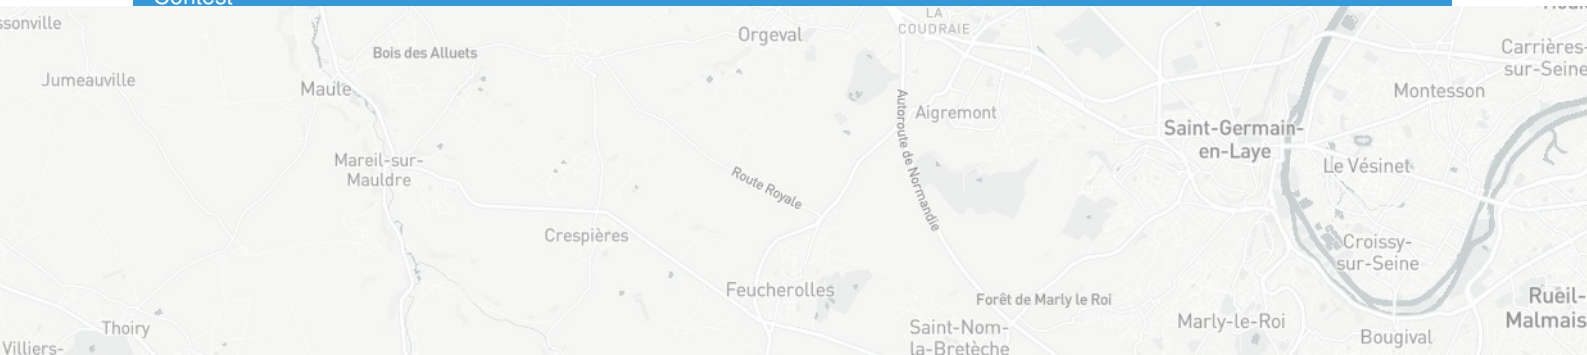 Contest
ssonville
LA
COUDRAIE
Orgeval
Bois des Alluets
Jumeauville
Maule
Carrières-
sur-Seine
Montesson
Aigremont
Autoroute de Normandie
Saint-Germain-
en-Laye
Le Vésinet
Mareil-sur-
Mauldre
Route Royale
Crespières
Croissy-
sur-Seine
Feucherolles
Forêt de Marly le Roi
Rueil-
Malmais
Thoiry
Saint-Nom-
la-Bretèche
Marly-le-Roi
Bougival
Villiers-